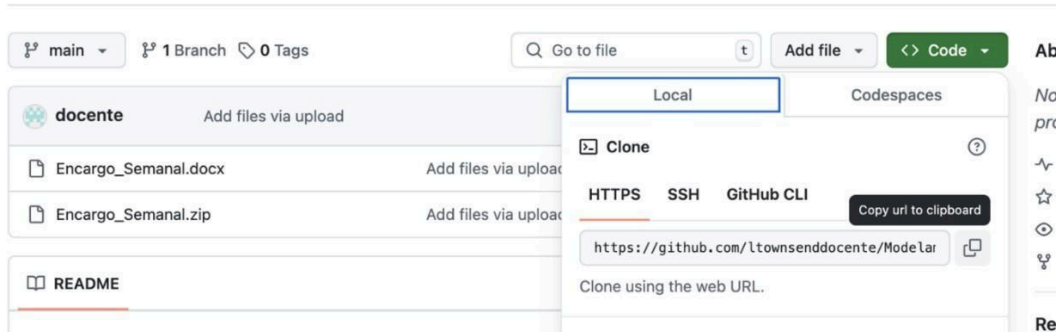 main 1 Branch 0 Tags Go to file t Add file Code Ab
Local Codespaces No
docente Add files via upload pro
Clone
Encargo_Semanal.docx Add files via upload
HTTPS SSH GitHub CLI
Copy url to clipboard
Encargo_Semanal.zip Add files via upload
https://github.com/ltownsenddocente/Modelar
README Clone using the web URL.
Re